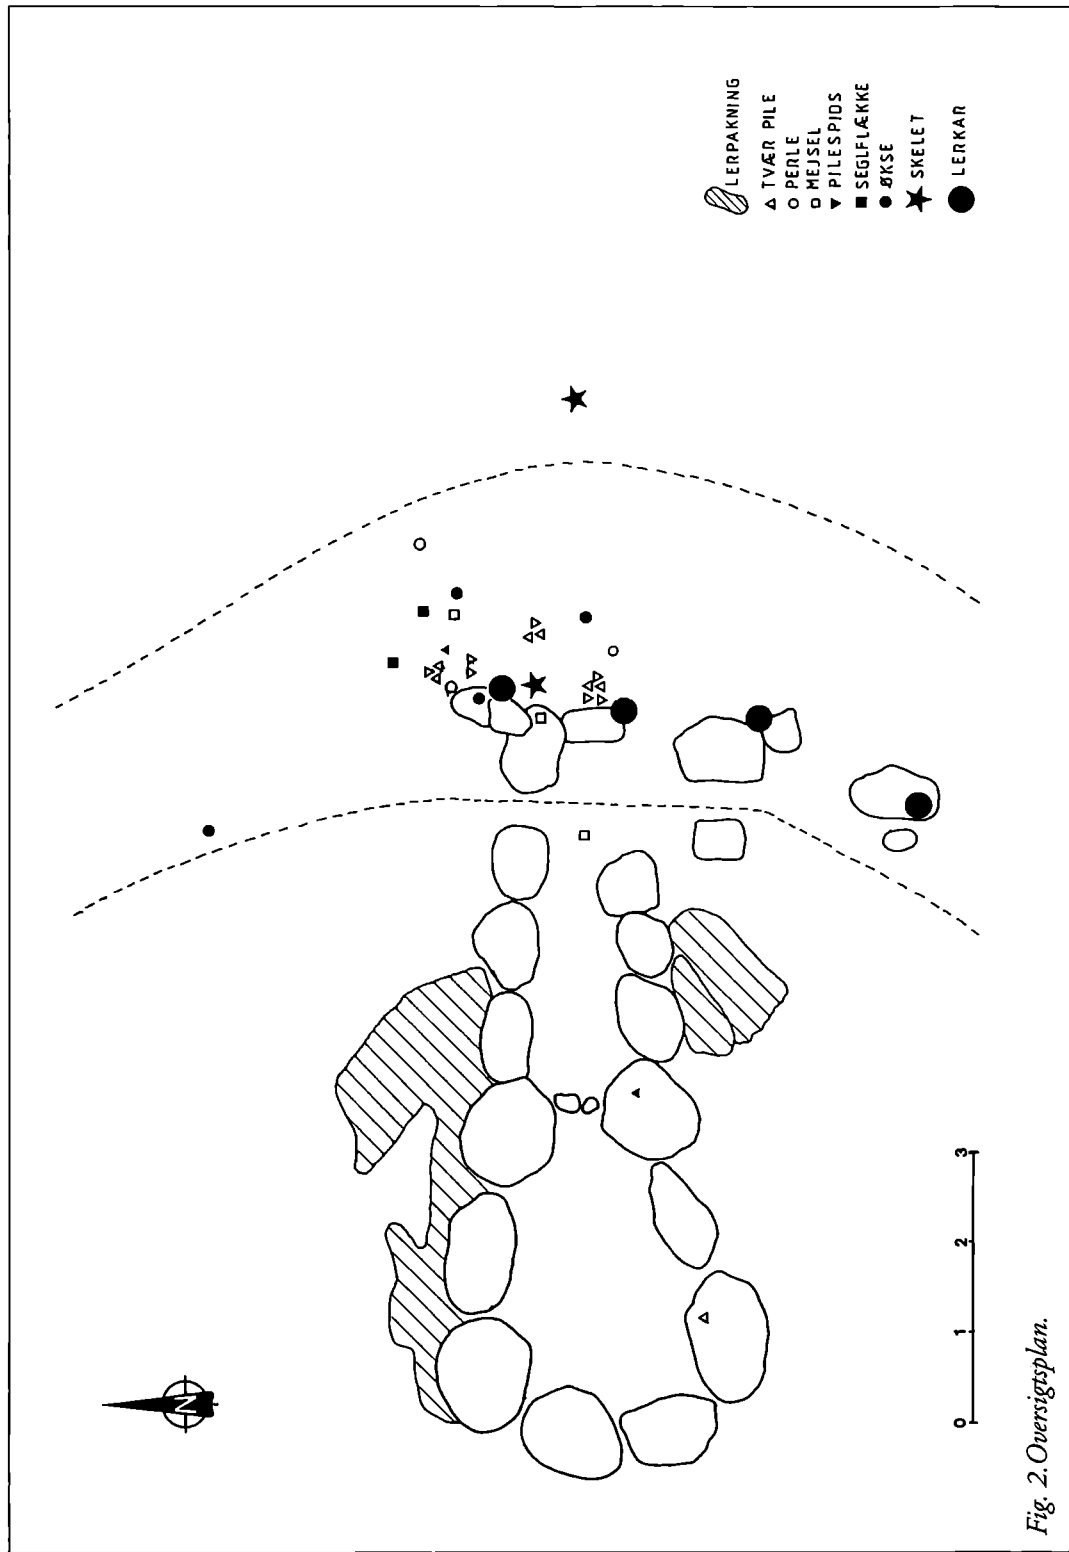 N
LERPAKNING
TVÆR PILE
PERLE
MEJSEL
PILESPIDS
SEGLFLÆKKE
ØKSE
SKELET
LERKAR
0 1 2 3
Fig. 2. Oversigtsplan.